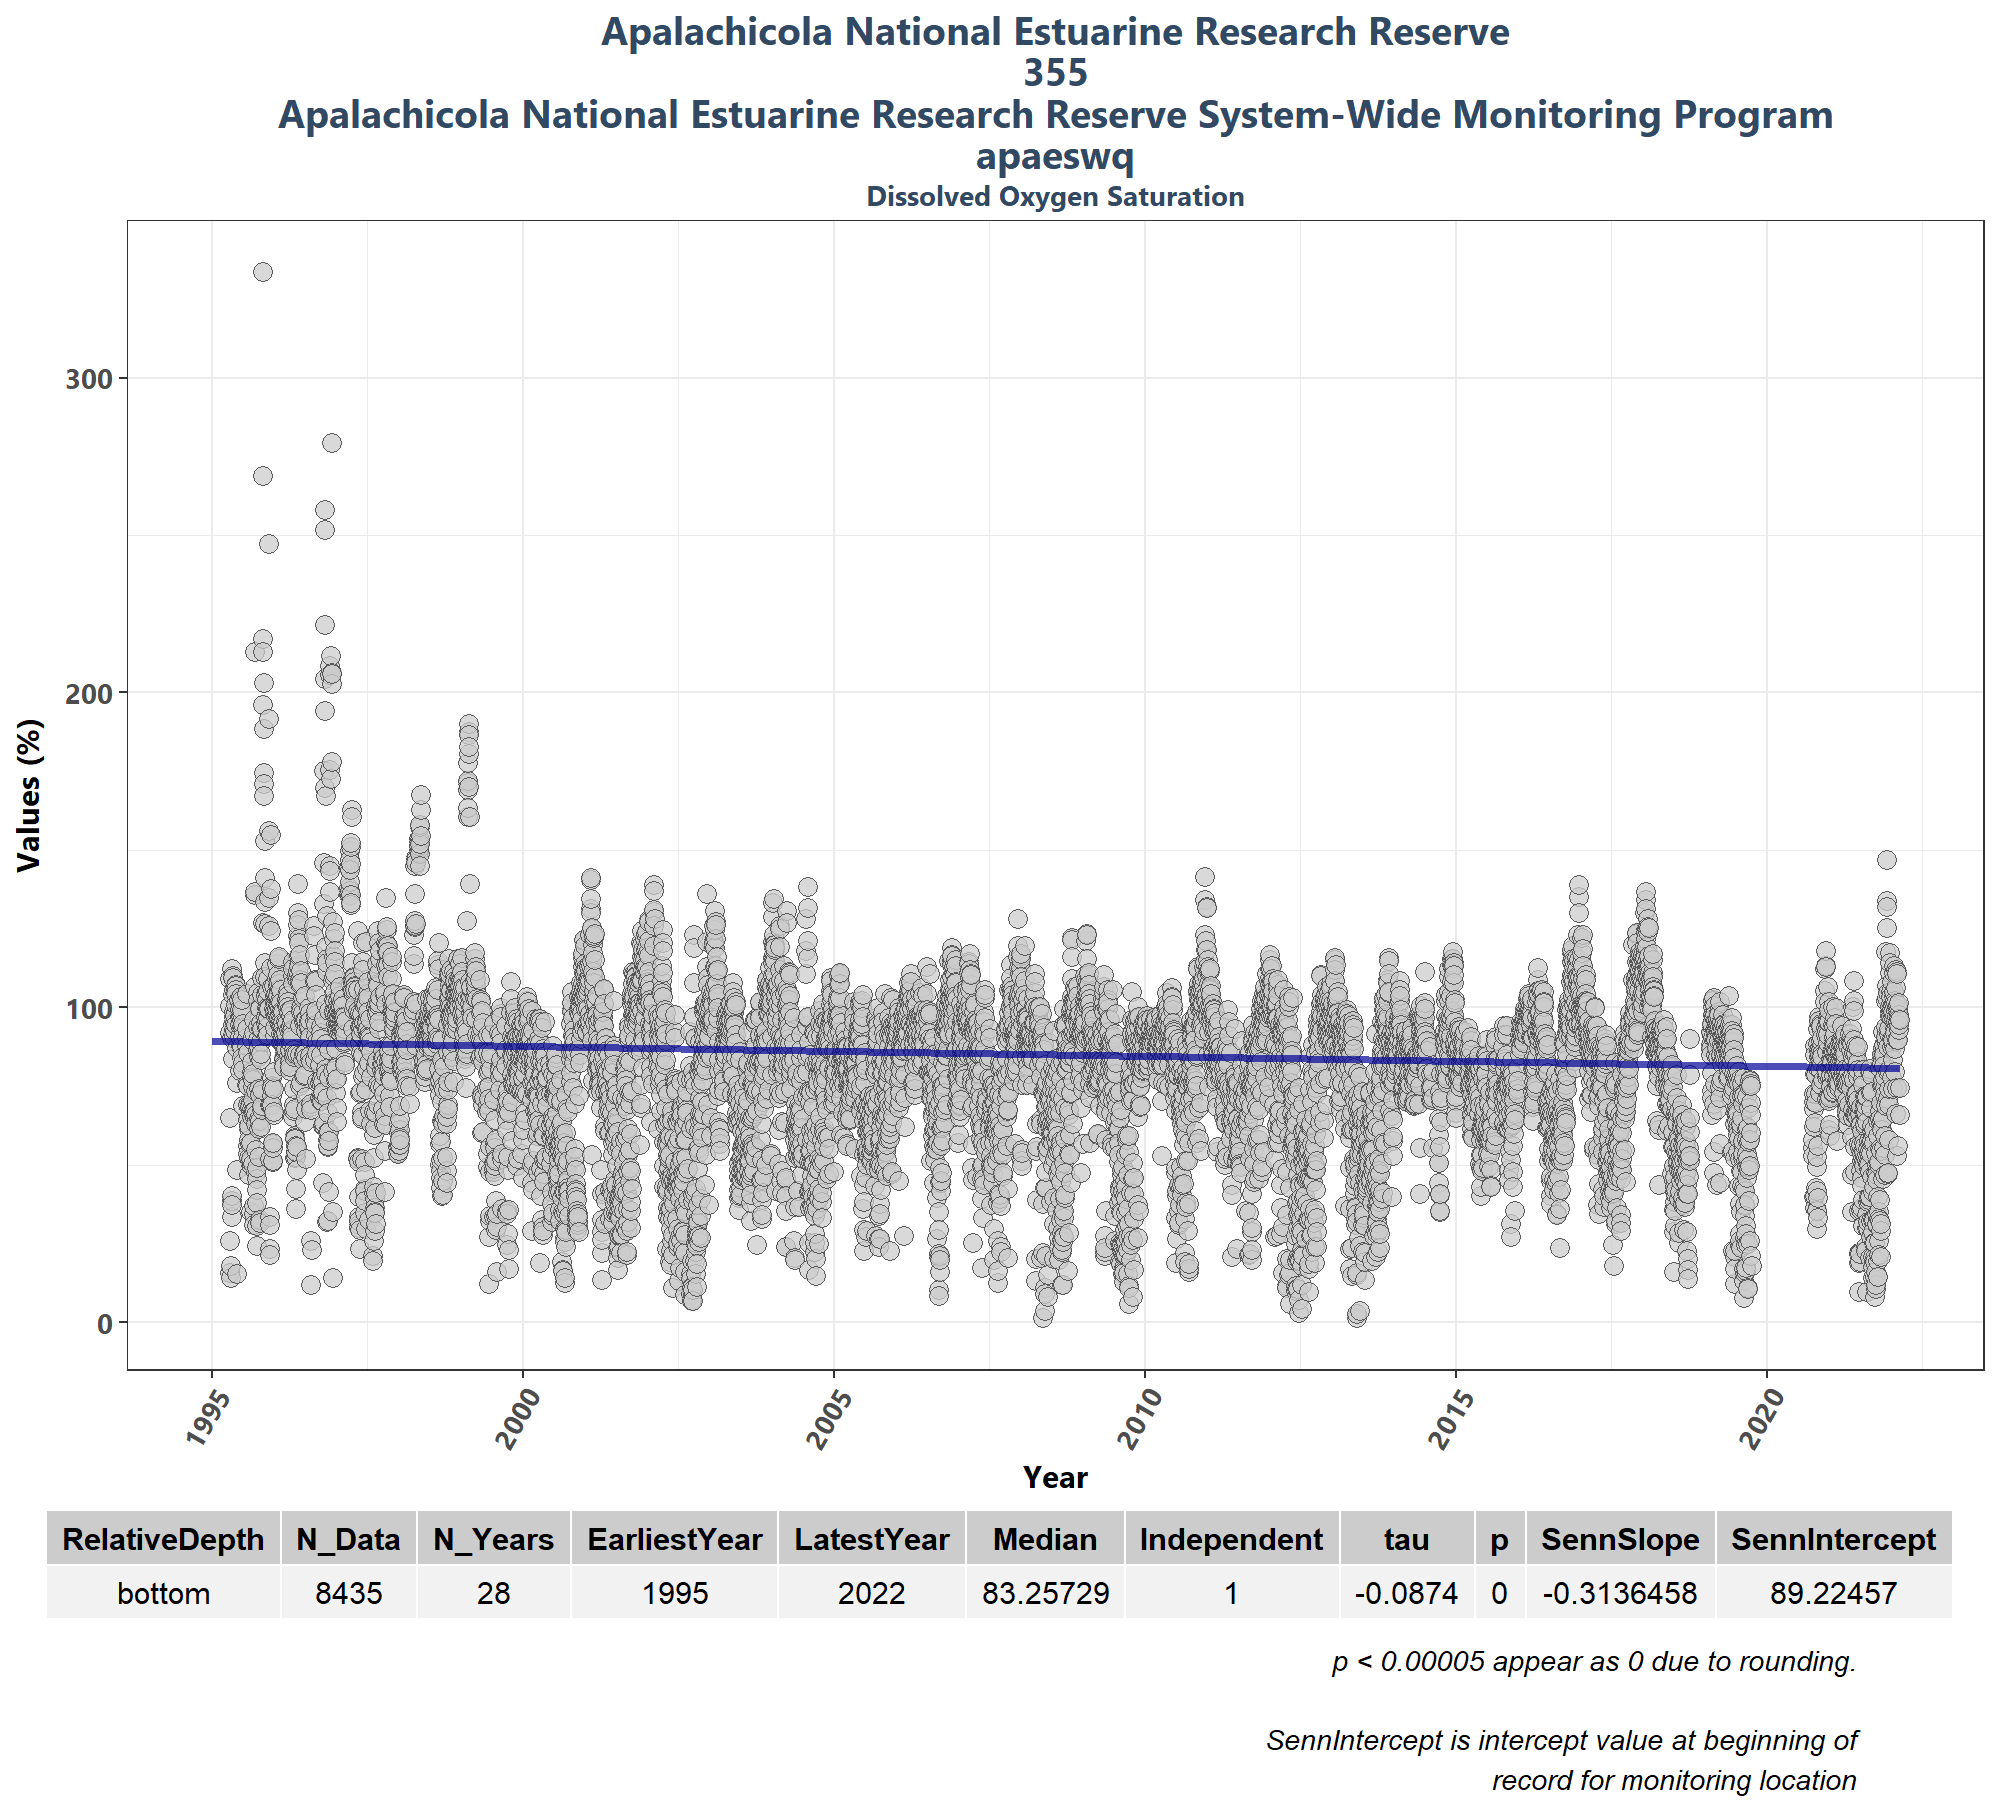 Apalachicola National Estuarine Research Reserve
355
Apalachicola National Estuarine Research Reserve System-Wide Monitoring Program
apaeswq
Dissolved Oxygen Saturation
Values (%)
300
200
100
0
1995
2000
2005
2010
2015
2020
Year
RelativeDepth N_Data N_Years EarliestYear LatestYear Median Independent tau p SennSlope SennIntercept
bottom 8435 28 1995 2022 83.25729 1 -0.0874 0 -0.3136458 89.22457
p < 0.00005 appear as 0 due to rounding.
SennIntercept is intercept value at beginning of
record for monitoring location